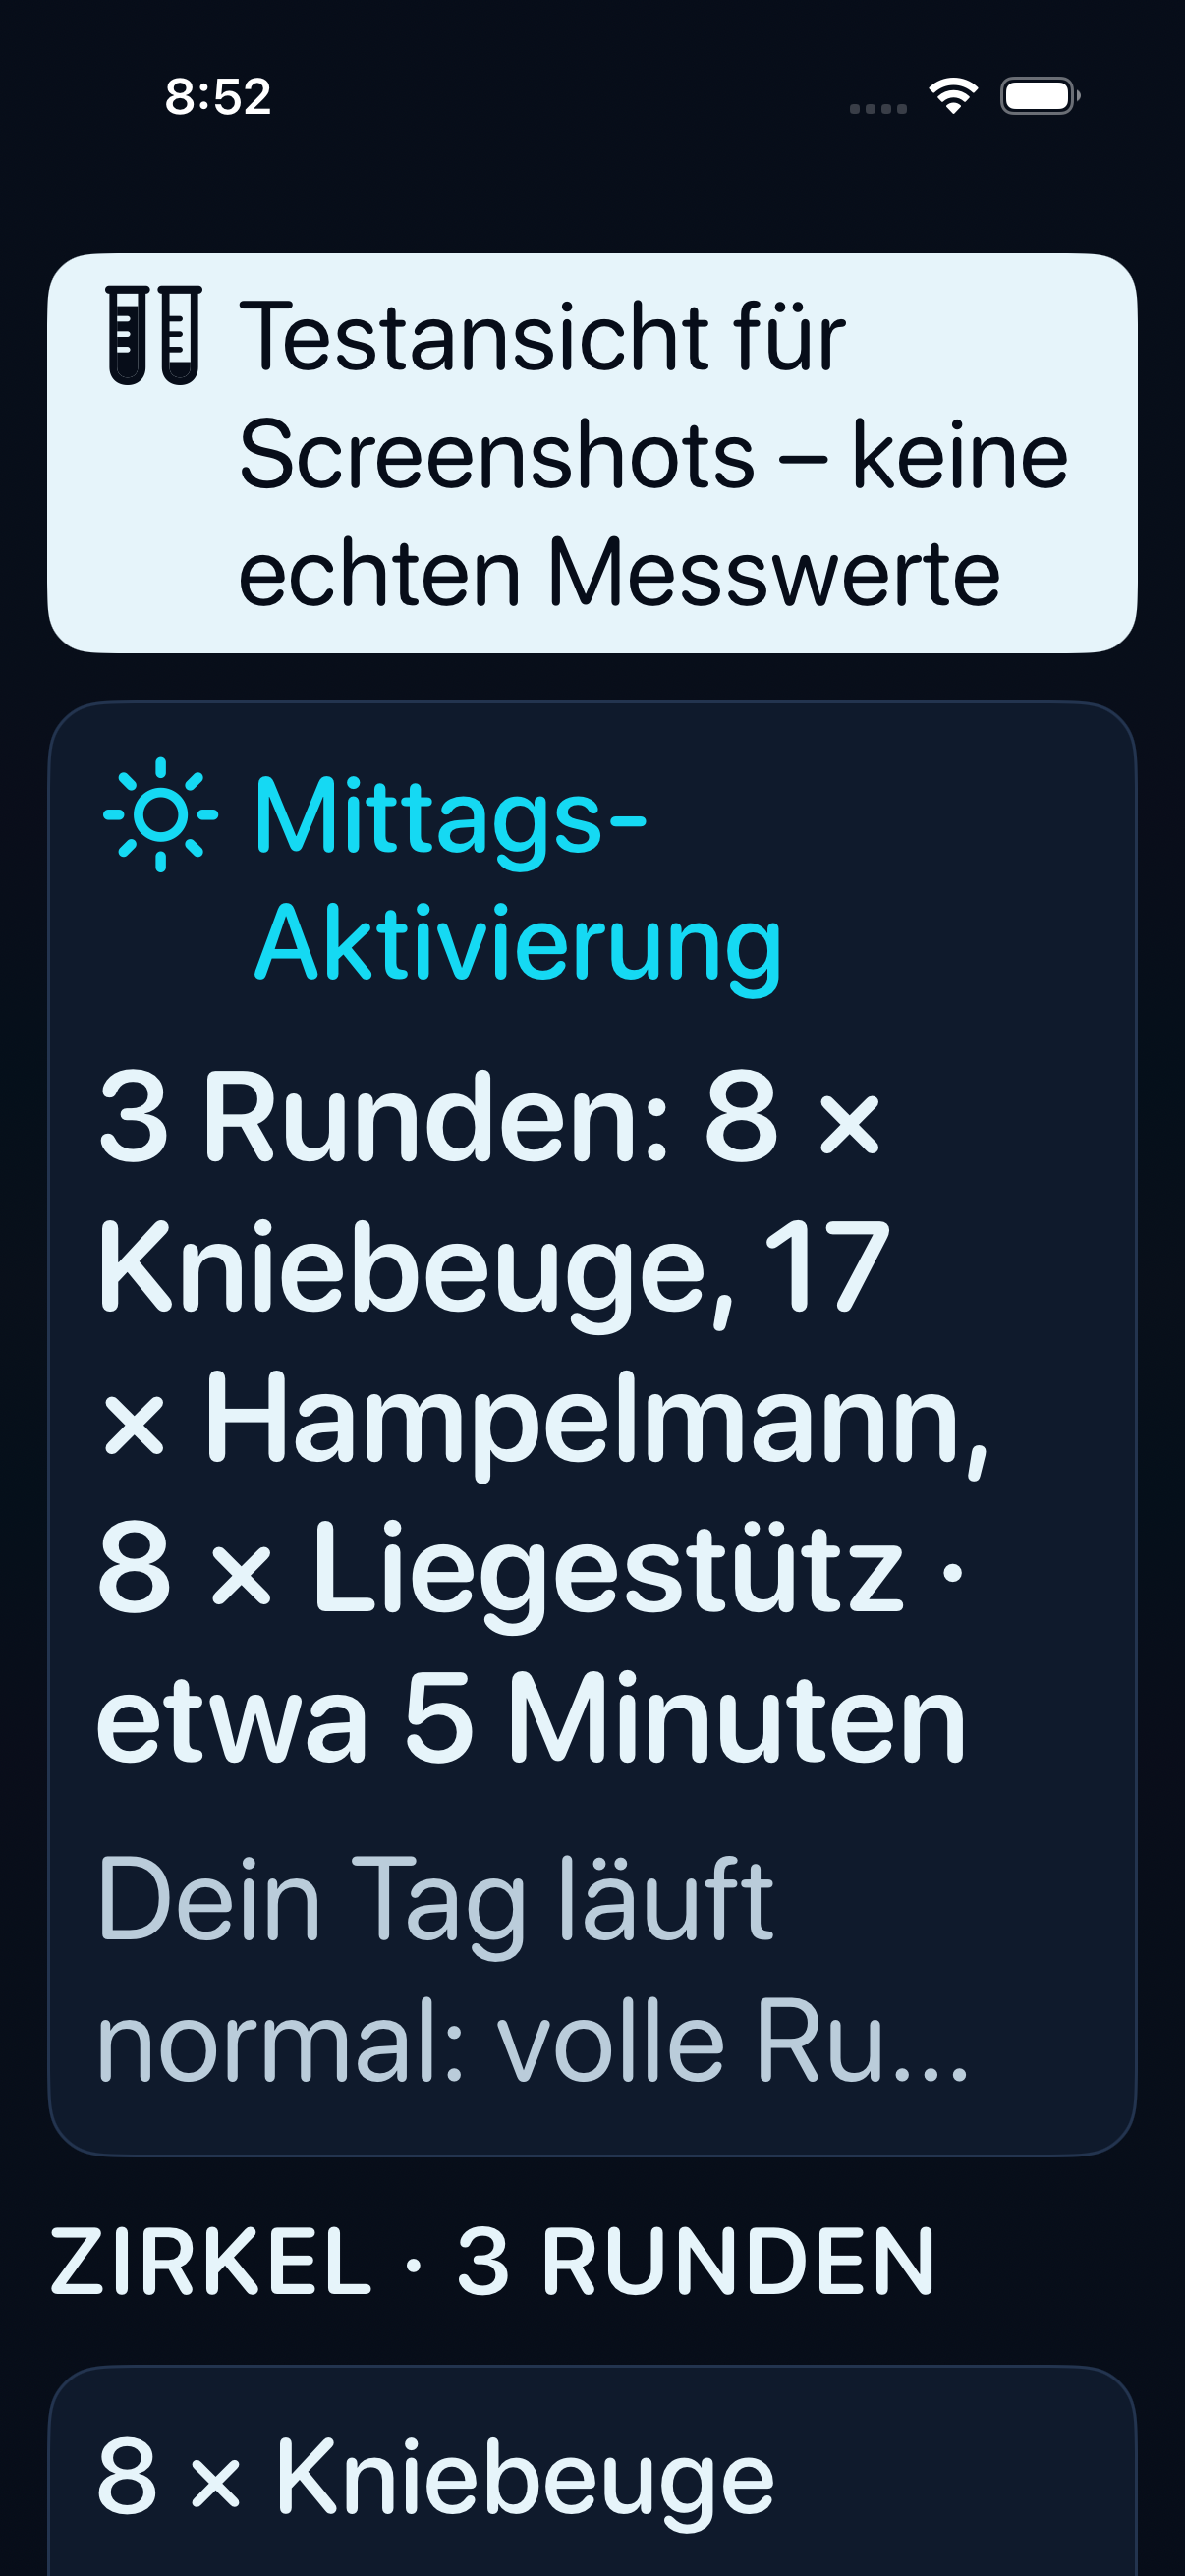 8:52
Testansicht für
Screenshots – keine
echten Messwerte
Mittags-
Aktivierung
3 Runden: 8 ×
Kniebeuge, 17
× Hampelmann,
8 × Liegestütz ·
etwa 5 Minuten
Dein Tag läuft
normal: volle Ru...
ZIRKEL · 3 RUNDEN
8 × Kniebeuge